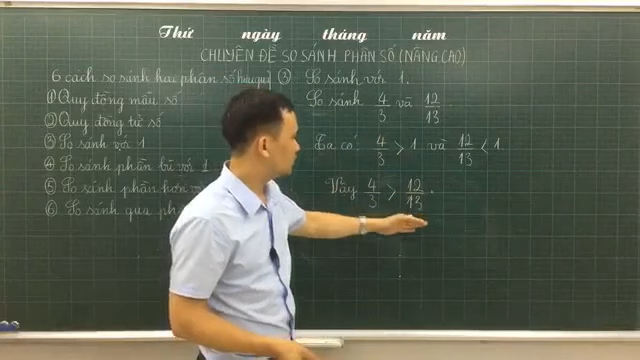 Thứ ngày tháng năm
CHUYÊN ĐỀ SO SÁNH PHÂN SỐ (NÂNG CAO)
6 cách so sánh hai phân số
① Quy đồng mẫu số
② Quy đồng tử số
③ So sánh với 1
④ So sánh phần bù với 1
⑤ So sánh phần hơn
⑥ So sánh qua
③ So sánh với 1.
So sánh 4/3 và 12/13
Ta có 4/3 > 1 và 12/13 < 1
Vậy 4/3 > 12/13.